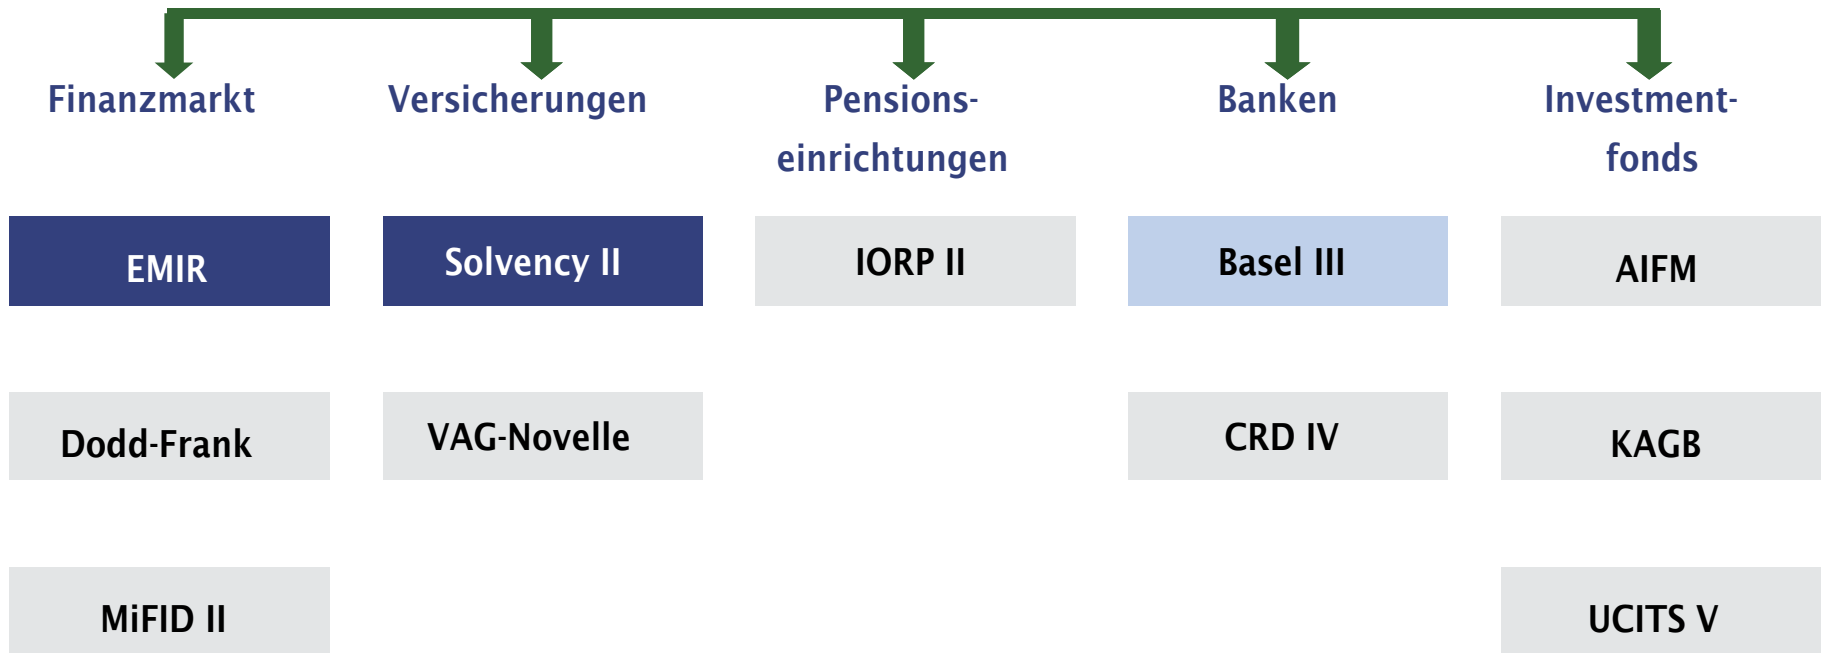 Finanzmarkt
Versicherungen
Pensions-
einrichtungen
Banken
Investment-
fonds
EMIR
Solvency II
IORP II
Basel III
AIFM
Dodd-Frank
VAG-Novelle
CRD IV
KAGB
MiFID II
UCITS V